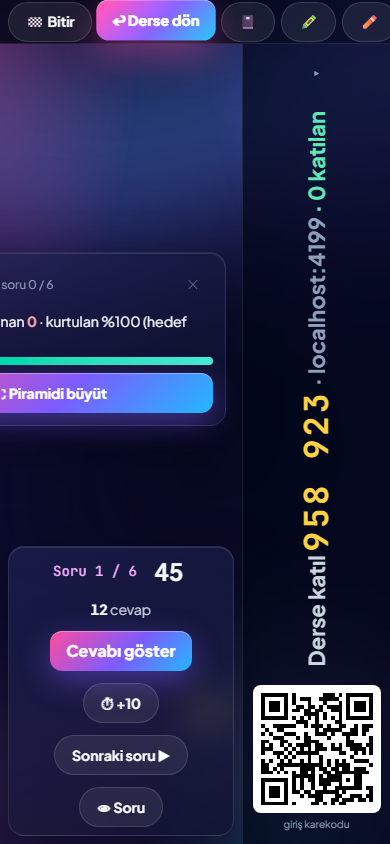 Bitir
Derse dön
soru 0 / 6
nan 0 · kurtulan %100 (hedef
Piramidi büyüt
Soru 1 / 6 45
12 cevap
Cevabı göster
+10
Sonraki soru
Soru
Derse katıl 958 923 · localhost:4199 · 0 katılan
giriş karekodu